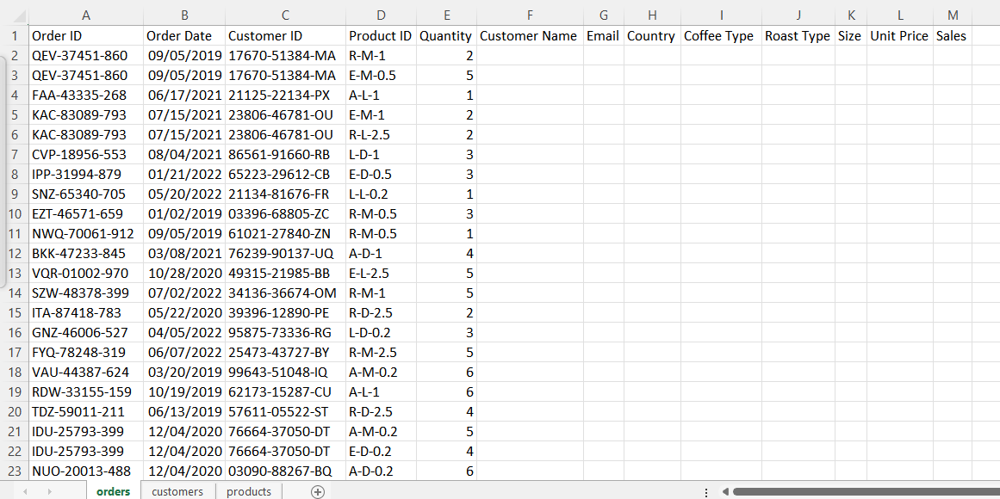 A B C D E F G H I J K L M
1 Order ID Order Date Customer ID Product ID Quantity Customer Name Email Country Coffee Type Roast Type Size Unit Price Sales
2 QEV-37451-860 09/05/2019 17670-51384-MA R-M-1 2
3 QEV-37451-860 09/05/2019 17670-51384-MA E-M-0.5 5
4 FAA-43335-268 06/17/2021 21125-22134-PX A-L-1 1
5 KAC-83089-793 07/15/2021 23806-46781-OU E-M-1 2
6 KAC-83089-793 07/15/2021 23806-46781-OU R-L-2.5 2
7 CVP-18956-553 08/04/2021 86561-91660-RB L-D-1 3
8 IPP-31994-879 01/21/2022 65223-29612-CB E-D-0.5 3
9 SNZ-65340-705 05/20/2022 21134-81676-FR L-L-0.2 1
10 EZT-46571-659 01/02/2019 03396-68805-ZC R-M-0.5 3
11 NWQ-70061-912 09/05/2019 61021-27840-ZN R-M-0.5 1
12 BKK-47233-845 03/08/2021 76239-90137-UQ A-D-1 4
13 VQR-01002-970 10/28/2020 49315-21985-BB E-L-2.5 5
14 SZW-48378-399 07/02/2022 34136-36674-OM R-M-1 5
15 ITA-87418-783 05/22/2020 39396-12890-PE R-D-2.5 2
16 GNZ-46006-527 04/05/2022 95875-73336-RG L-D-0.2 3
17 FYQ-78248-319 06/07/2022 25473-43727-BY R-M-2.5 5
18 VAU-44387-624 03/20/2019 99643-51048-IQ A-M-0.2 6
19 RDW-33155-159 10/19/2019 62173-15287-CU A-L-1 6
20 TDZ-59011-211 06/13/2019 57611-05522-ST R-D-2.5 4
21 IDU-25793-399 12/04/2020 76664-37050-DT A-M-0.2 5
22 IDU-25793-399 12/04/2020 76664-37050-DT E-D-0.2 4
23 NUO-20013-488 12/04/2020 03090-88267-BQ A-D-0.2 6
orders customers products